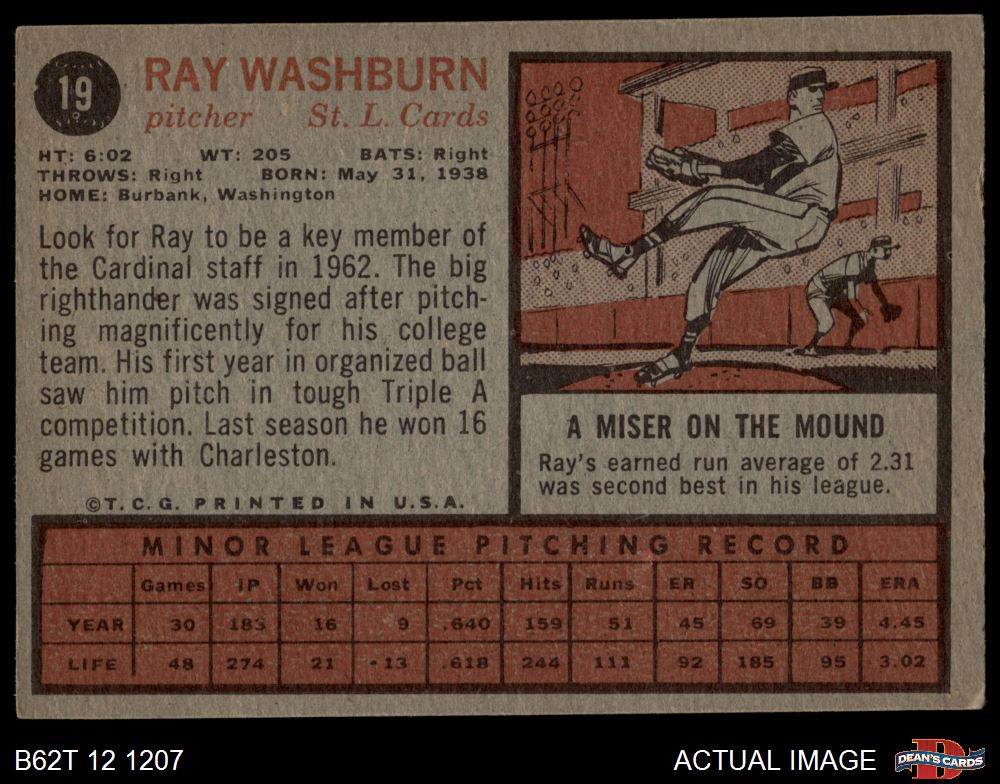 19
RAY WASHBURN
pitcher St. L. Cards
HT: 6:02 WT: 205 BATS: Right
THROWS: Right BORN: May 31, 1938
HOME: Burbank, Washington
Look for Ray to be a key member of
the Cardinal staff in 1962. The big
righthander was signed after pitch-
ing magnificently for his college
team. His first year in organized ball
saw him pitch in tough Triple A
competition. Last season he won 16
games with Charleston.
©T.C.G. PRINTED IN U.S.A.
A MISER ON THE MOUND
Ray's earned run average of 2.31
was second best in his league.
MINOR LEAGUE PITCHING RECORD
Games IP Won Lost Pct Hits Runs ER SO BB ERA
YEAR 30 183 16 9 .640 159 51 45 69 39 4.45
LIFE 48 274 21 13 .618 244 111 92 185 95 3.02
B62T 12 1207 ACTUAL IMAGE DEAN'S CARDS